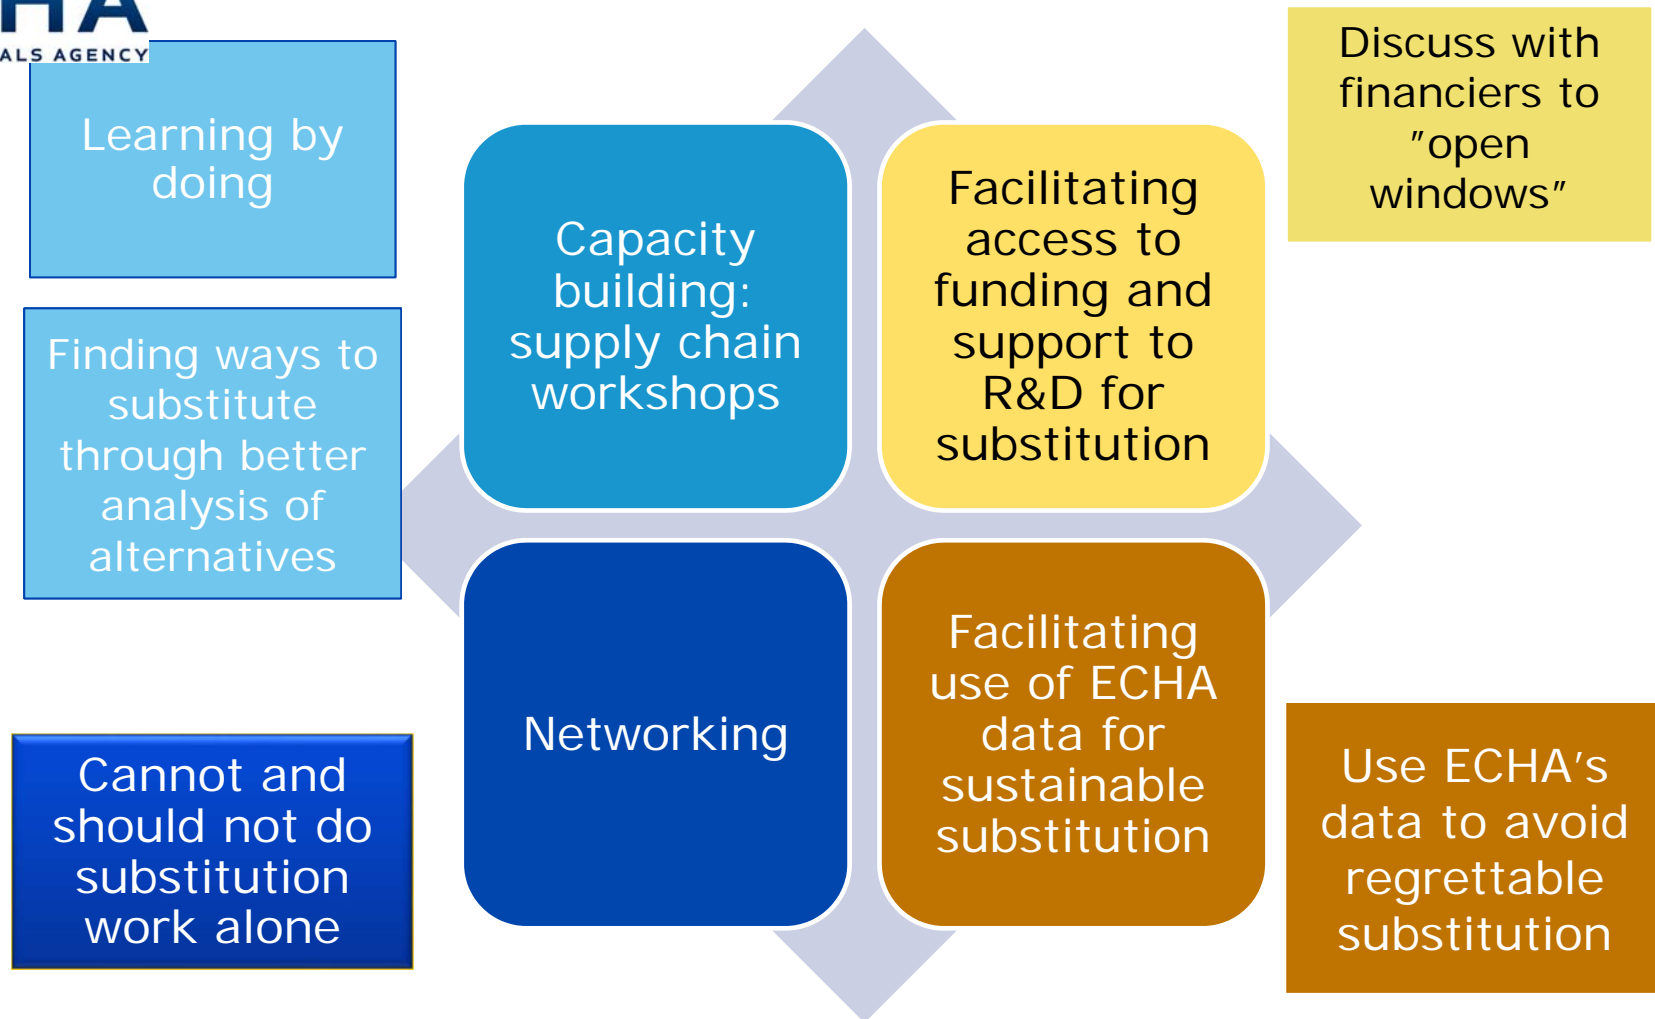 HA
ALS AGENCY
Learning by
doing
Finding ways to
substitute
through better
analysis of
alternatives
Cannot and
should not do
substitution
work alone
Capacity
building:
supply chain
workshops
Facilitating
access to
funding and
support to
R&D for
substitution
Networking
Facilitating
use of ECHA
data for
sustainable
substitution
Discuss with
financiers to
"open
windows"
Use ECHA's
data to avoid
regrettable
substitution